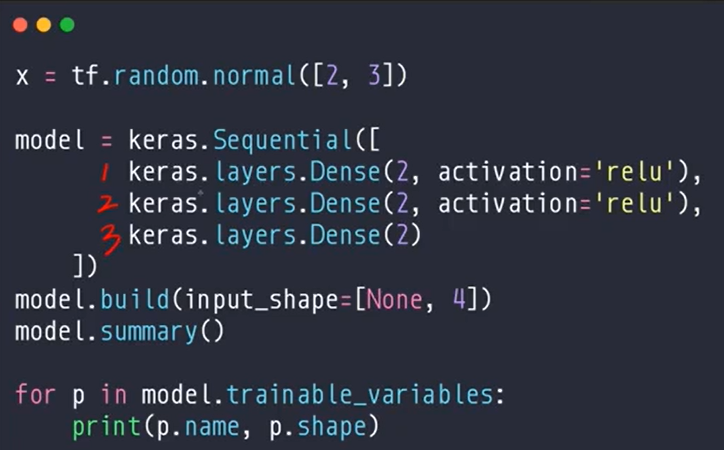 x = tf.random.normal([2, 3])
model = keras.Sequential([
1 keras.layers.Dense(2, activation='relu'),
2 keras.layers.Dense(2, activation='relu'),
3 keras.layers.Dense(2)
])
model.build(input_shape=[None, 4])
model.summary()
for p in model.trainable_variables:
print(p.name, p.shape)